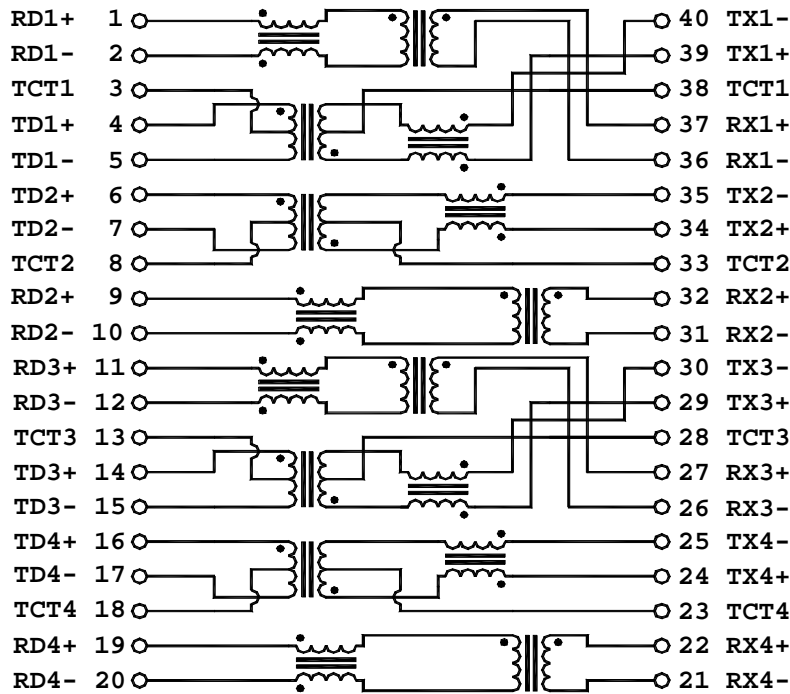 RD1+ 1 40 TX1-
RD1- 2 39 TX1+
TCT1 3 38 TCT1
TD1+ 4 37 RX1+
TD1- 5 36 RX1-
TD2+ 6 35 TX2-
TD2- 7 34 TX2+
TCT2 8 33 TCT2
RD2+ 9 32 RX2+
RD2- 10 31 RX2-
RD3+ 11 30 TX3-
RD3- 12 29 TX3+
TCT3 13 28 TCT3
TD3+ 14 27 RX3+
TD3- 15 26 RX3-
TD4+ 16 25 TX4-
TD4- 17 24 TX4+
TCT4 18 23 TCT4
RD4+ 19 22 RX4+
RD4- 20 21 RX4-